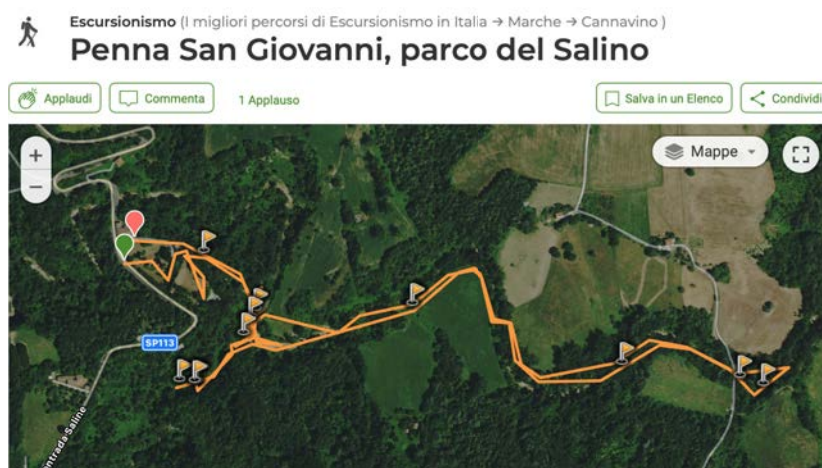 Escursionismo (I migliori percorsi di Escursionismo in Italia → Marche → Cannavino )
Penna San Giovanni, parco del Salino
Applaudi Commenta 1 Applauso Salva in un Elenco Condividi
+ Mappe
−
SP113
ntrada Saline